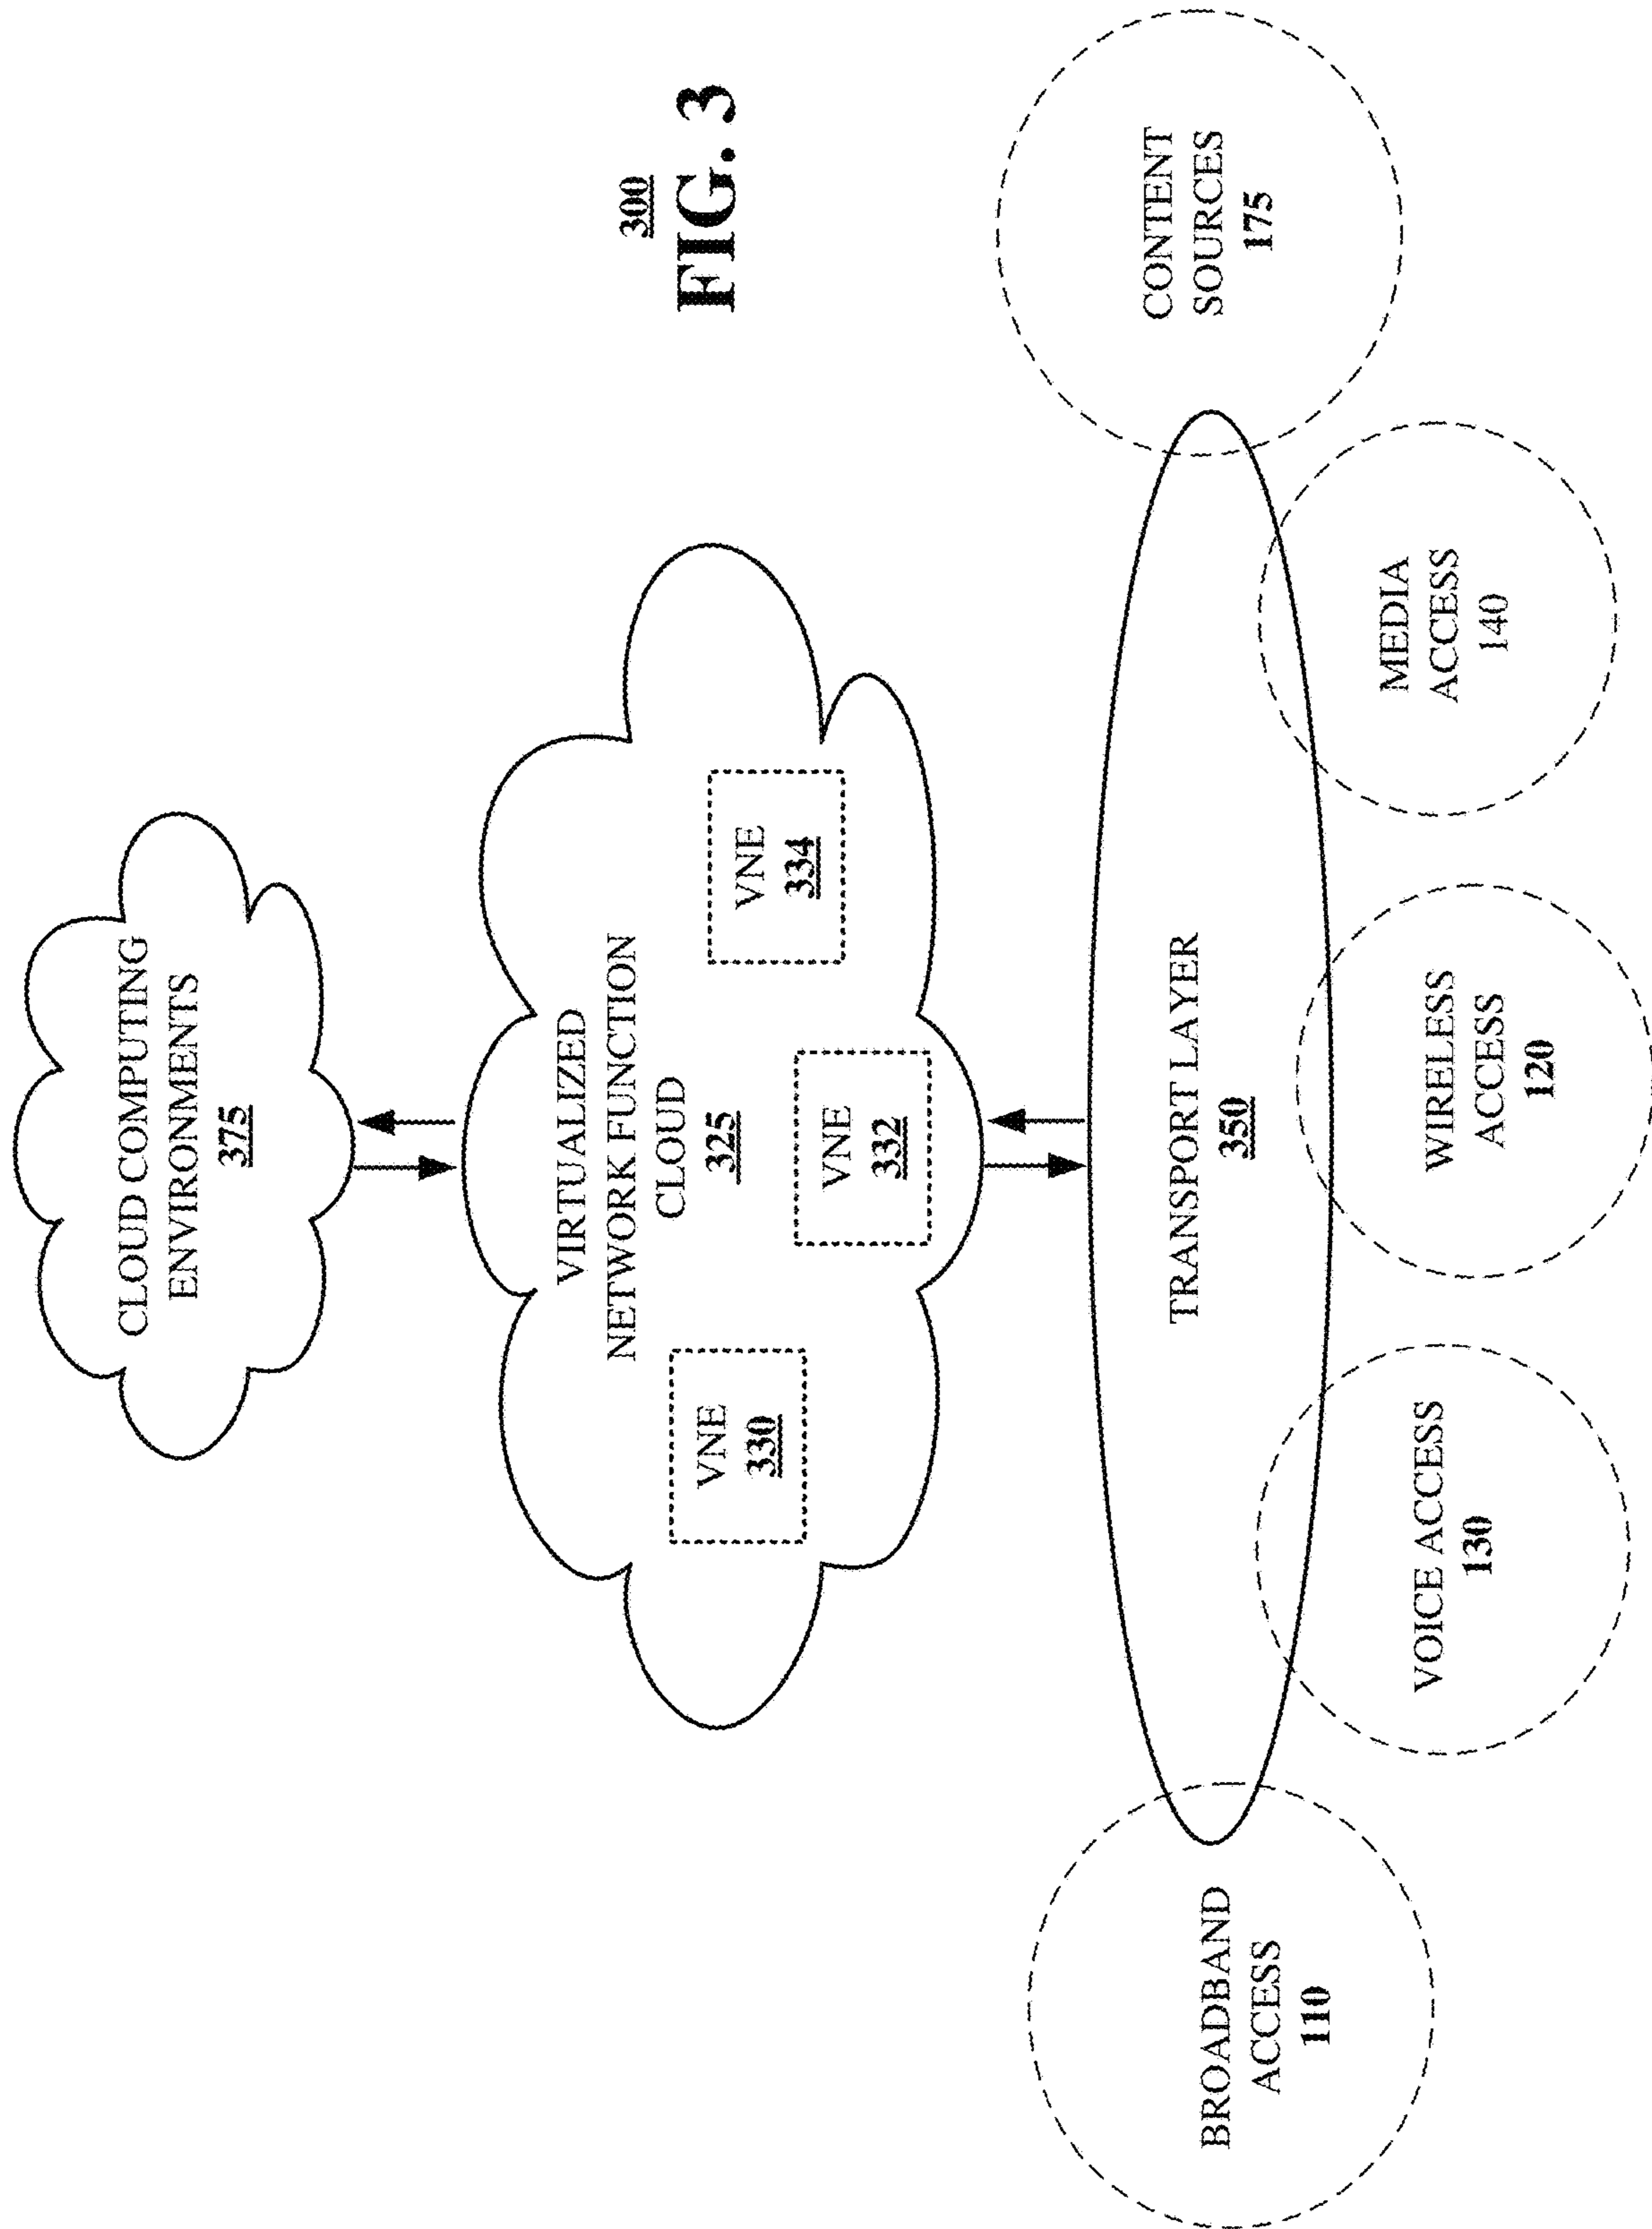 CLOUD COMPUTING
ENVIRONMENTS
375
VIRTUALIZED
NETWORK FUNCTION
CLOUD
325
VNE
330
VNE
332
VNE
334
300
FIG. 3
TRANSPORT LAYER
350
BROADBAND
ACCESS
110
VOICE ACCESS
130
WIRELESS
ACCESS
120
MEDIA
ACCESS
140
CONTENT
SOURCES
175